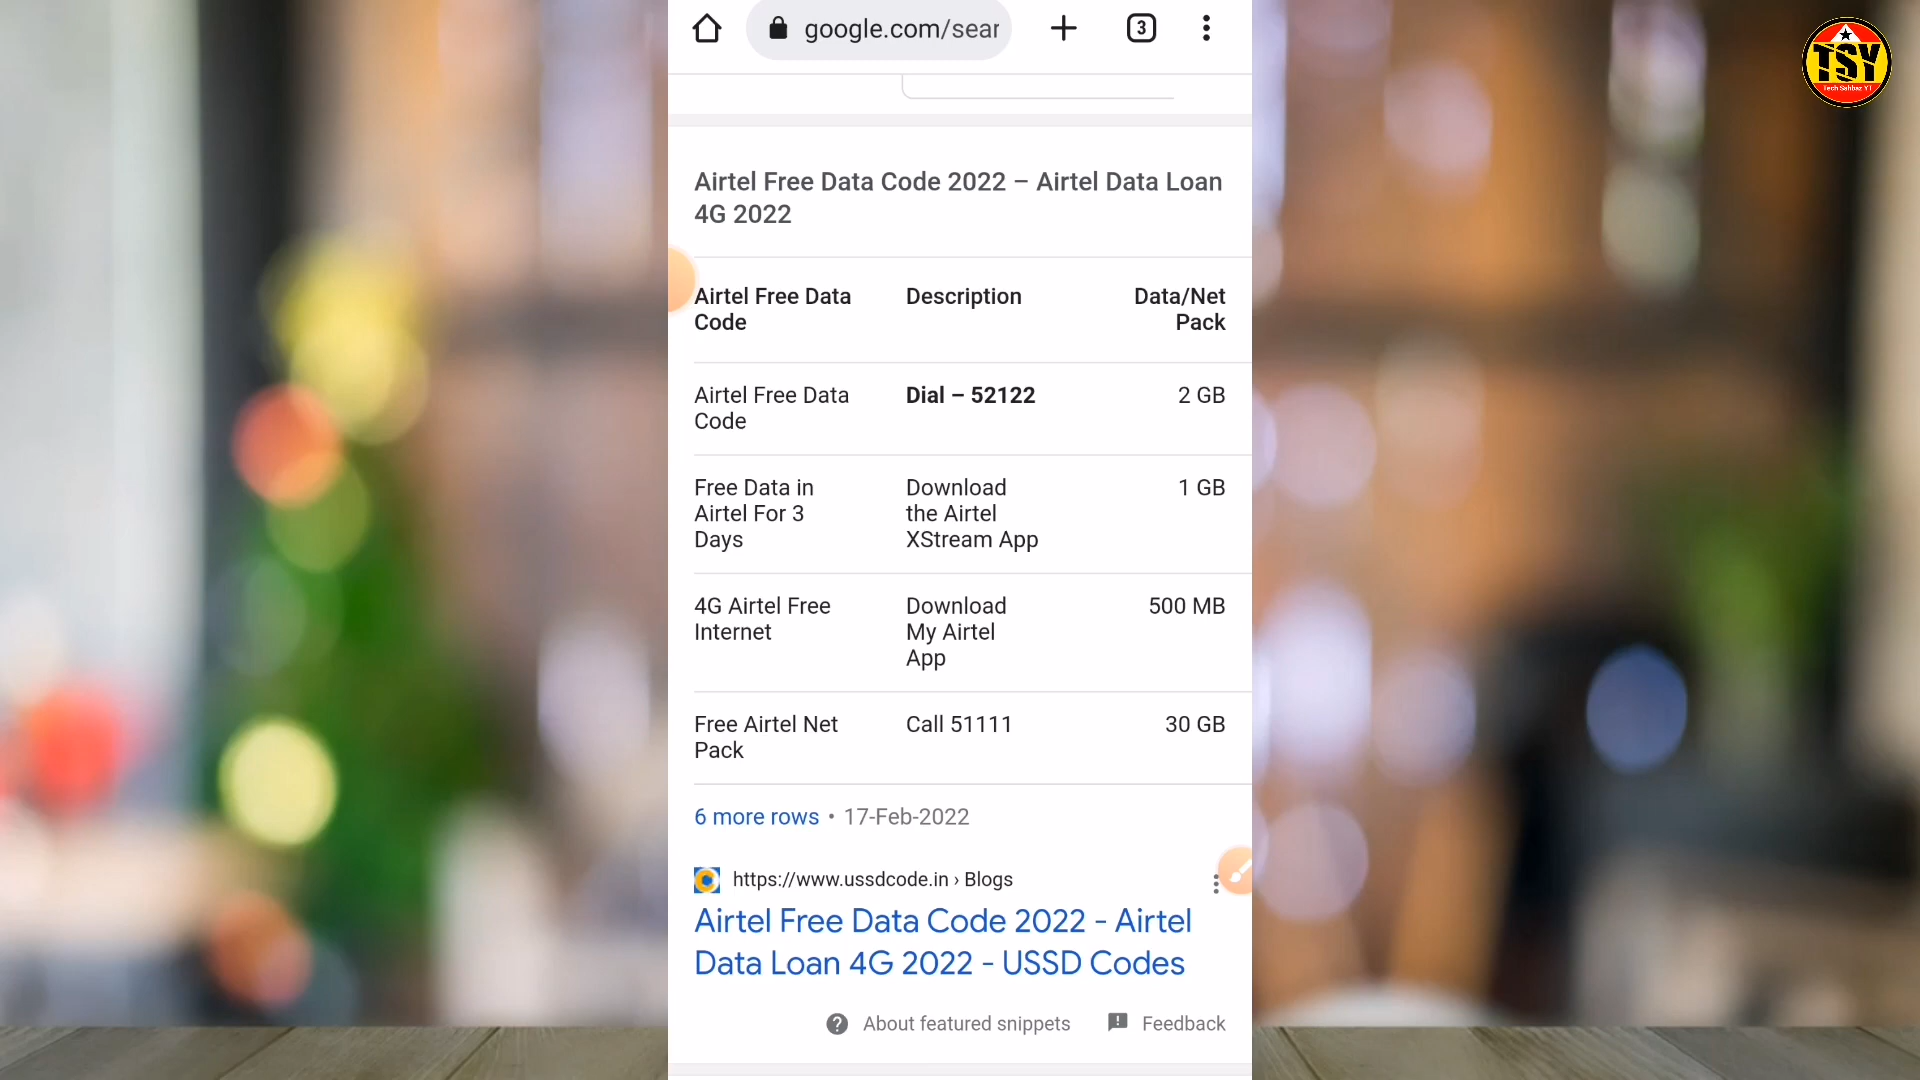 google.com/sear
3
TSY
Tech Sahbaz YT
Airtel Free Data Code 2022 – Airtel Data Loan
4G 2022
Airtel Free Data
Code
Description
Data/Net
Pack
Airtel Free Data
Code
Dial – 52122
2 GB
Free Data in
Airtel For 3
Days
Download
the Airtel
XStream App
1 GB
4G Airtel Free
Internet
Download
My Airtel
App
500 MB
Free Airtel Net
Pack
Call 51111
30 GB
6 more rows • 17-Feb-2022
https://www.ussdcode.in › Blogs
Airtel Free Data Code 2022 - Airtel
Data Loan 4G 2022 - USSD Codes
About featured snippets
Feedback